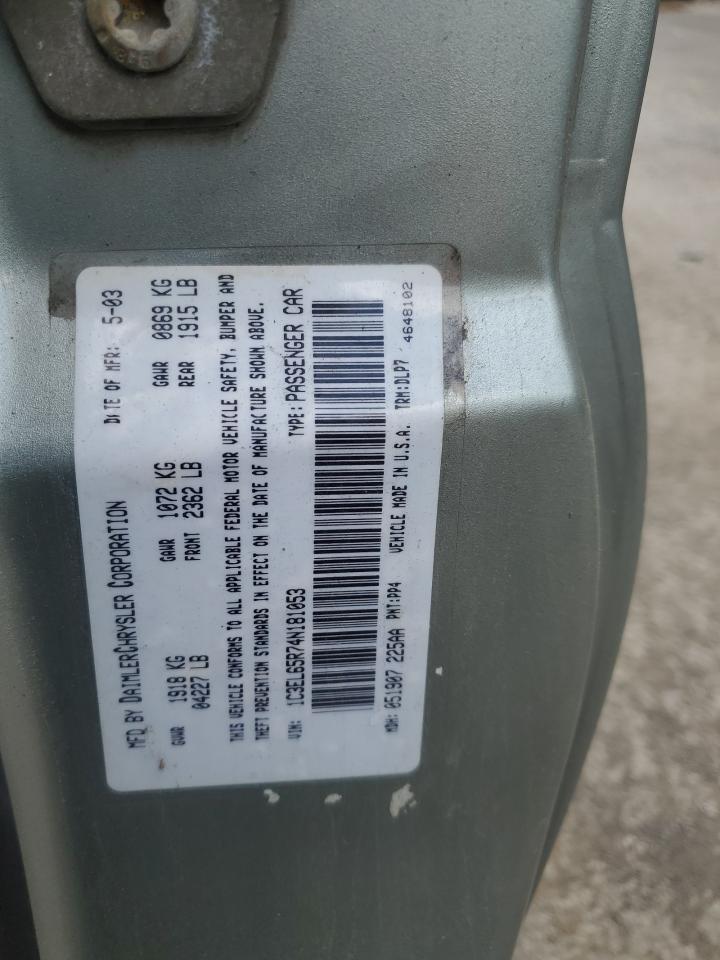 MFD BY DAIMLERCHRYSLER CORPORATION DATE OF MFR: 5-03
GVWR 1918 KG GAWR 1072 KG GAWR 0869 KG
04227 LB FRONT 2362 LB REAR 1915 LB
THIS VEHICLE CONFORMS TO ALL APPLICABLE FEDERAL MOTOR VEHICLE SAFETY, BUMPER AND
THEFT PREVENTION STANDARDS IN EFFECT ON THE DATE OF MANUFACTURE SHOWN ABOVE.
VIN: 1C3EL65R74N181053 TYPE: PASSENGER CAR
MDH: 051907 225AA PNT:PP4 VEHICLE MADE IN U.S.A. TRM:DLP7
4648102